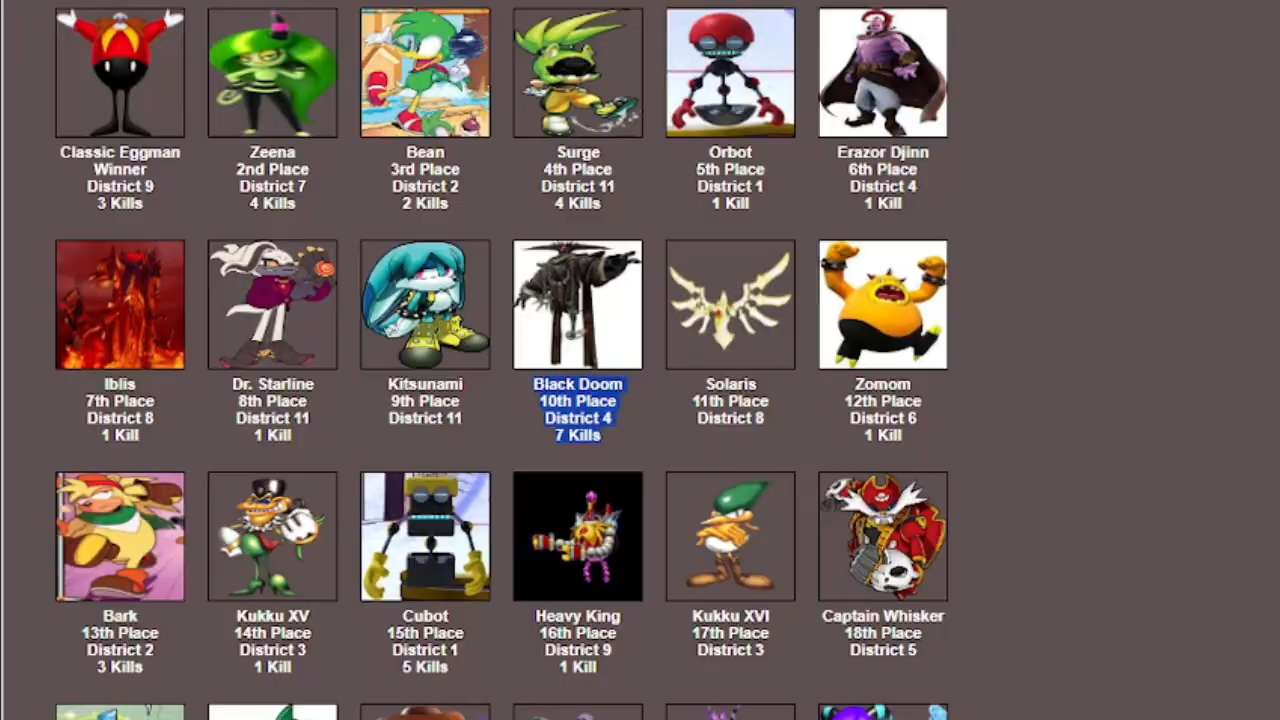 Classic Eggman
Winner
District 9
3 Kills
Zeena
2nd Place
District 7
4 Kills
Bean
3rd Place
District 2
2 Kills
Surge
4th Place
District 11
4 Kills
Orbot
5th Place
District 1
1 Kill
Erazor Djinn
6th Place
District 4
1 Kill
Iblis
7th Place
District 8
1 Kill
Dr. Starline
8th Place
District 11
1 Kill
Kitsunami
9th Place
District 11
Black Doom
10th Place
District 4
7 Kills
Solaris
11th Place
District 8
Zomom
12th Place
District 6
1 Kill
Bark
13th Place
District 2
3 Kills
Kukku XV
14th Place
District 3
1 Kill
Cubot
15th Place
District 1
5 Kills
Heavy King
16th Place
District 9
1 Kill
Kukku XVI
17th Place
District 3
Captain Whisker
18th Place
District 5